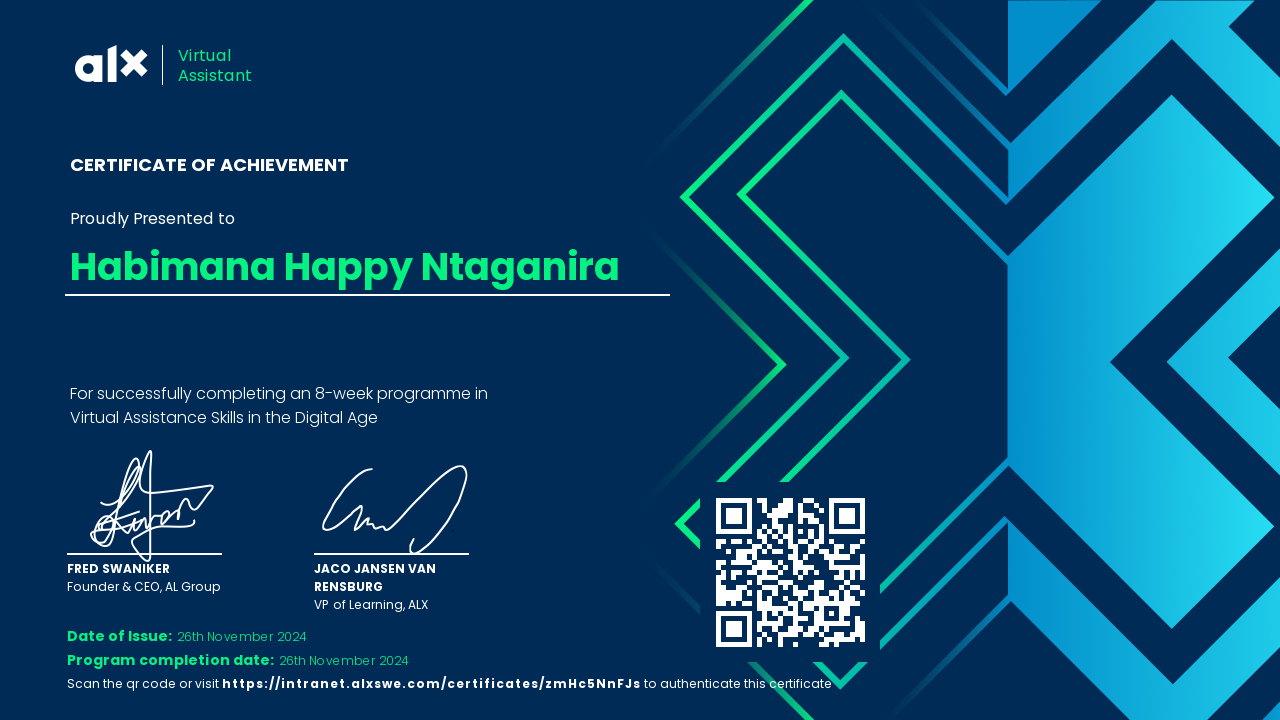 alx
Virtual
Assistant
CERTIFICATE OF ACHIEVEMENT
Proudly Presented to
Habimana Happy Ntaganira
For successfully completing an 8-week programme in
Virtual Assistance Skills in the Digital Age
FRED SWANIKER
Founder & CEO, AL Group
JACO JANSEN VAN
RENSBURG
VP of Learning, ALX
Date of Issue: 26th November 2024
Program completion date: 26th November 2024
Scan the qr code or visit https://intranet.alxswe.com/certificates/zmHc5NnFJs to authenticate this certificate